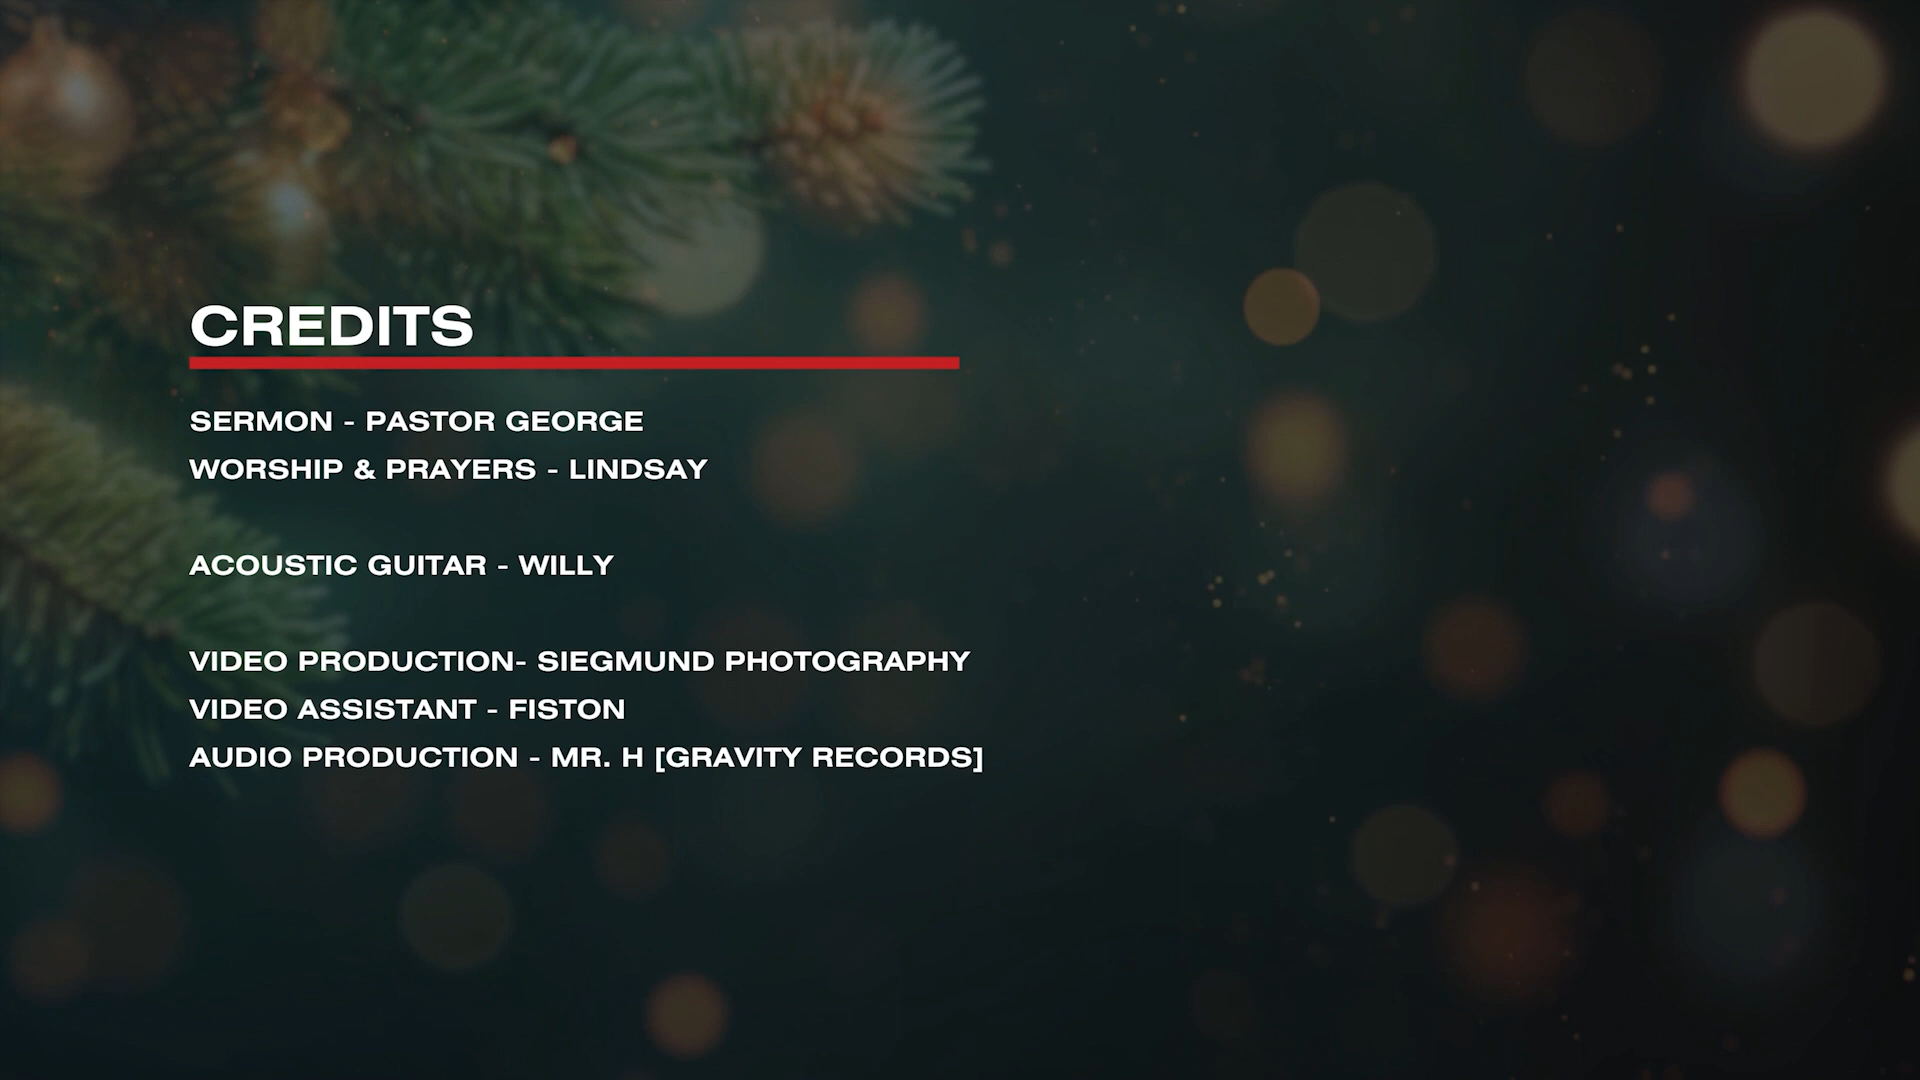 CREDITS
SERMON - PASTOR GEORGE
WORSHIP & PRAYERS - LINDSAY
ACOUSTIC GUITAR - WILLY
VIDEO PRODUCTION- SIEGMUND PHOTOGRAPHY
VIDEO ASSISTANT - FISTON
AUDIO PRODUCTION - MR. H [GRAVITY RECORDS]